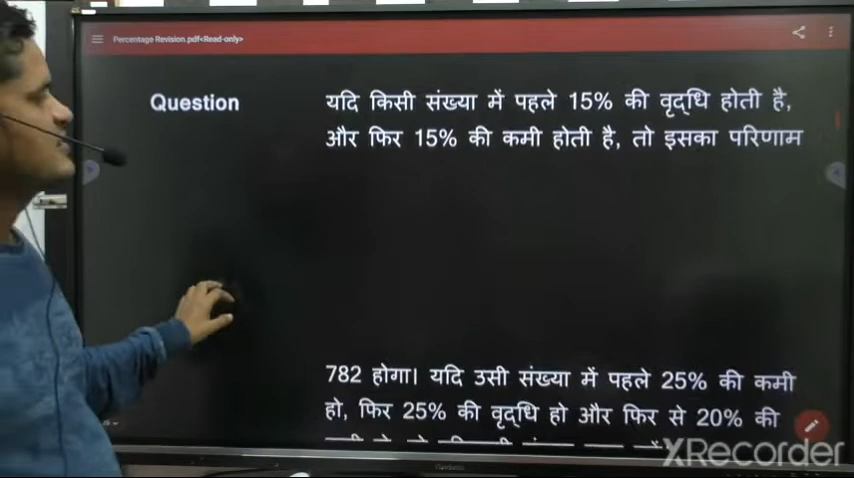 Percentage Revision.pdf<Read-only>
Question
यदि किसी संख्या में पहले 15% की वृद्धि होती है,
और फिर 15% की कमी होती है, तो इसका परिणाम
782 होगा। यदि उसी संख्या में पहले 25% की कमी
हो, फिर 25% की वृद्धि हो और फिर से 20% की
XRecorder